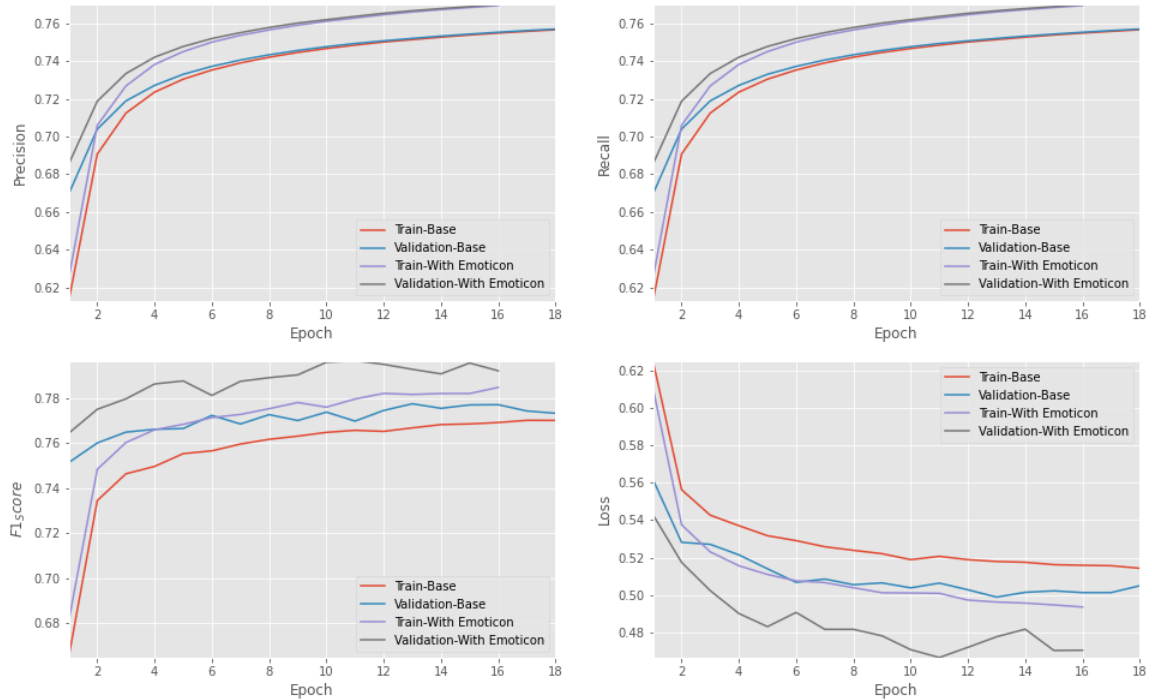 0.76
0.74
0.72
0.70
0.68
0.66
0.64
0.62
Precision
2 4 6 8 10 12 14 16 18
Epoch
Train-Base
Validation-Base
Train-With Emoticon
Validation-With Emoticon
0.76
0.74
0.72
0.70
0.68
0.66
0.64
0.62
Recall
2 4 6 8 10 12 14 16 18
Epoch
Train-Base
Validation-Base
Train-With Emoticon
Validation-With Emoticon
0.78
0.76
0.74
0.72
0.70
0.68
F1score
2 4 6 8 10 12 14 16 18
Epoch
Train-Base
Validation-Base
Train-With Emoticon
Validation-With Emoticon
0.62
0.60
0.58
0.56
0.54
0.52
0.50
0.48
Loss
2 4 6 8 10 12 14 16 18
Epoch
Train-Base
Validation-Base
Train-With Emoticon
Validation-With Emoticon